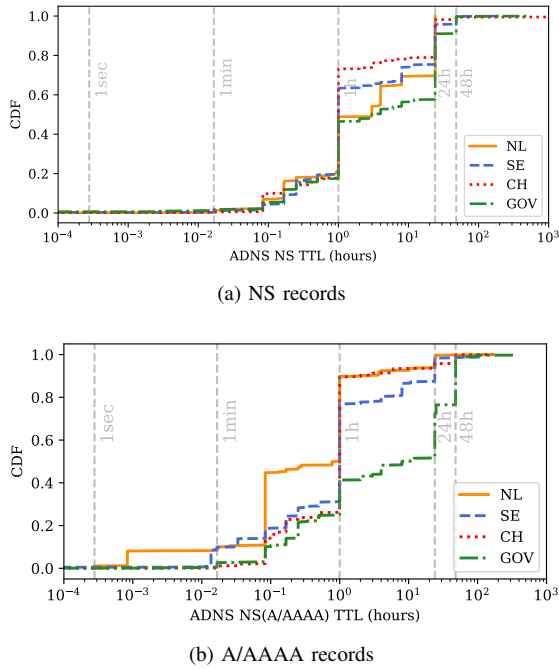 1.0
0.8
0.6
0.4
0.2
0.0
CDF
1sec
1min
1h
24h
48h
NL
SE
CH
GOV
10⁻⁴ 10⁻³ 10⁻² 10⁻¹ 10⁰ 10¹ 10² 10³
ADNS NS TTL (hours)
(a) NS records
1.0
0.8
0.6
0.4
0.2
0.0
CDF
1sec
1min
1h
24h
48h
NL
SE
CH
GOV
10⁻⁴ 10⁻³ 10⁻² 10⁻¹ 10⁰ 10¹ 10² 10³
ADNS NS(A/AAAA) TTL (hours)
(b) A/AAAA records